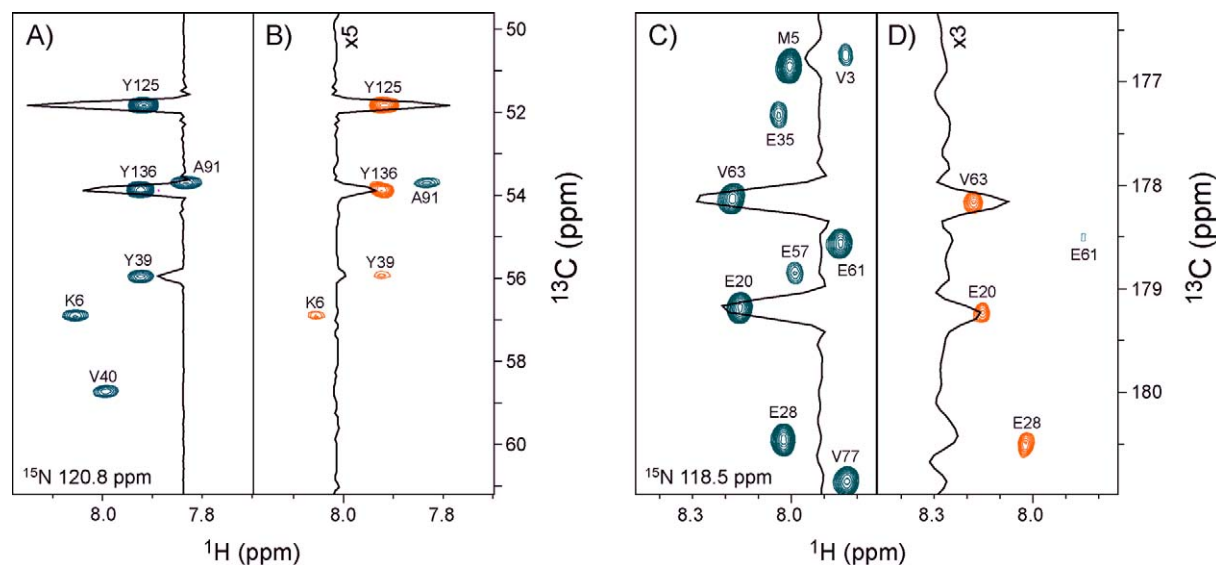 A)
Y125
Y136
A91
Y39
K6
V40
15N 120.8 ppm
B)
x5
Y125
Y136
A91
Y39
K6
50
52
54
56
58
60
13C (ppm)
8.0
7.8
8.0
7.8
1H (ppm)
C)
M5
V3
E35
V63
E57
E61
E20
E28
V77
15N 118.5 ppm
D)
x3
V63
E61
E20
E28
177
178
179
180
13C (ppm)
8.3
8.0
8.3
8.0
1H (ppm)